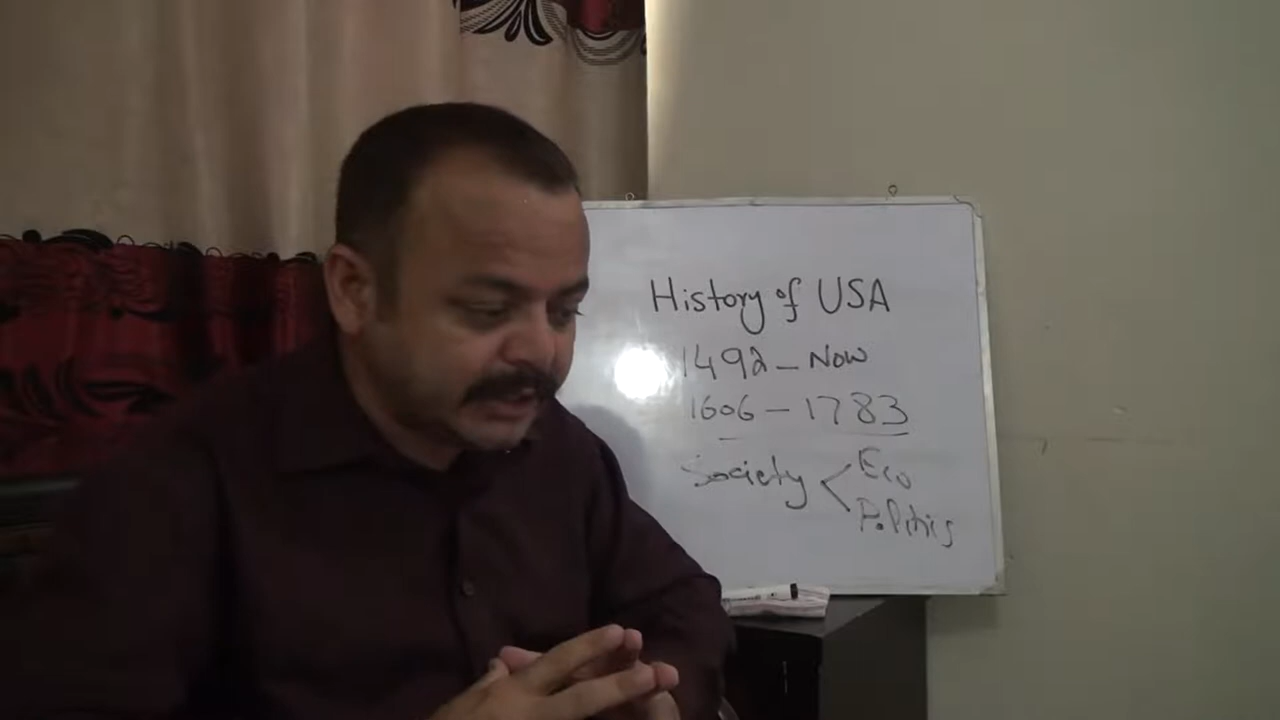 History of USA
1492 - Now
1606 - 1783
Society < Eco
Politics